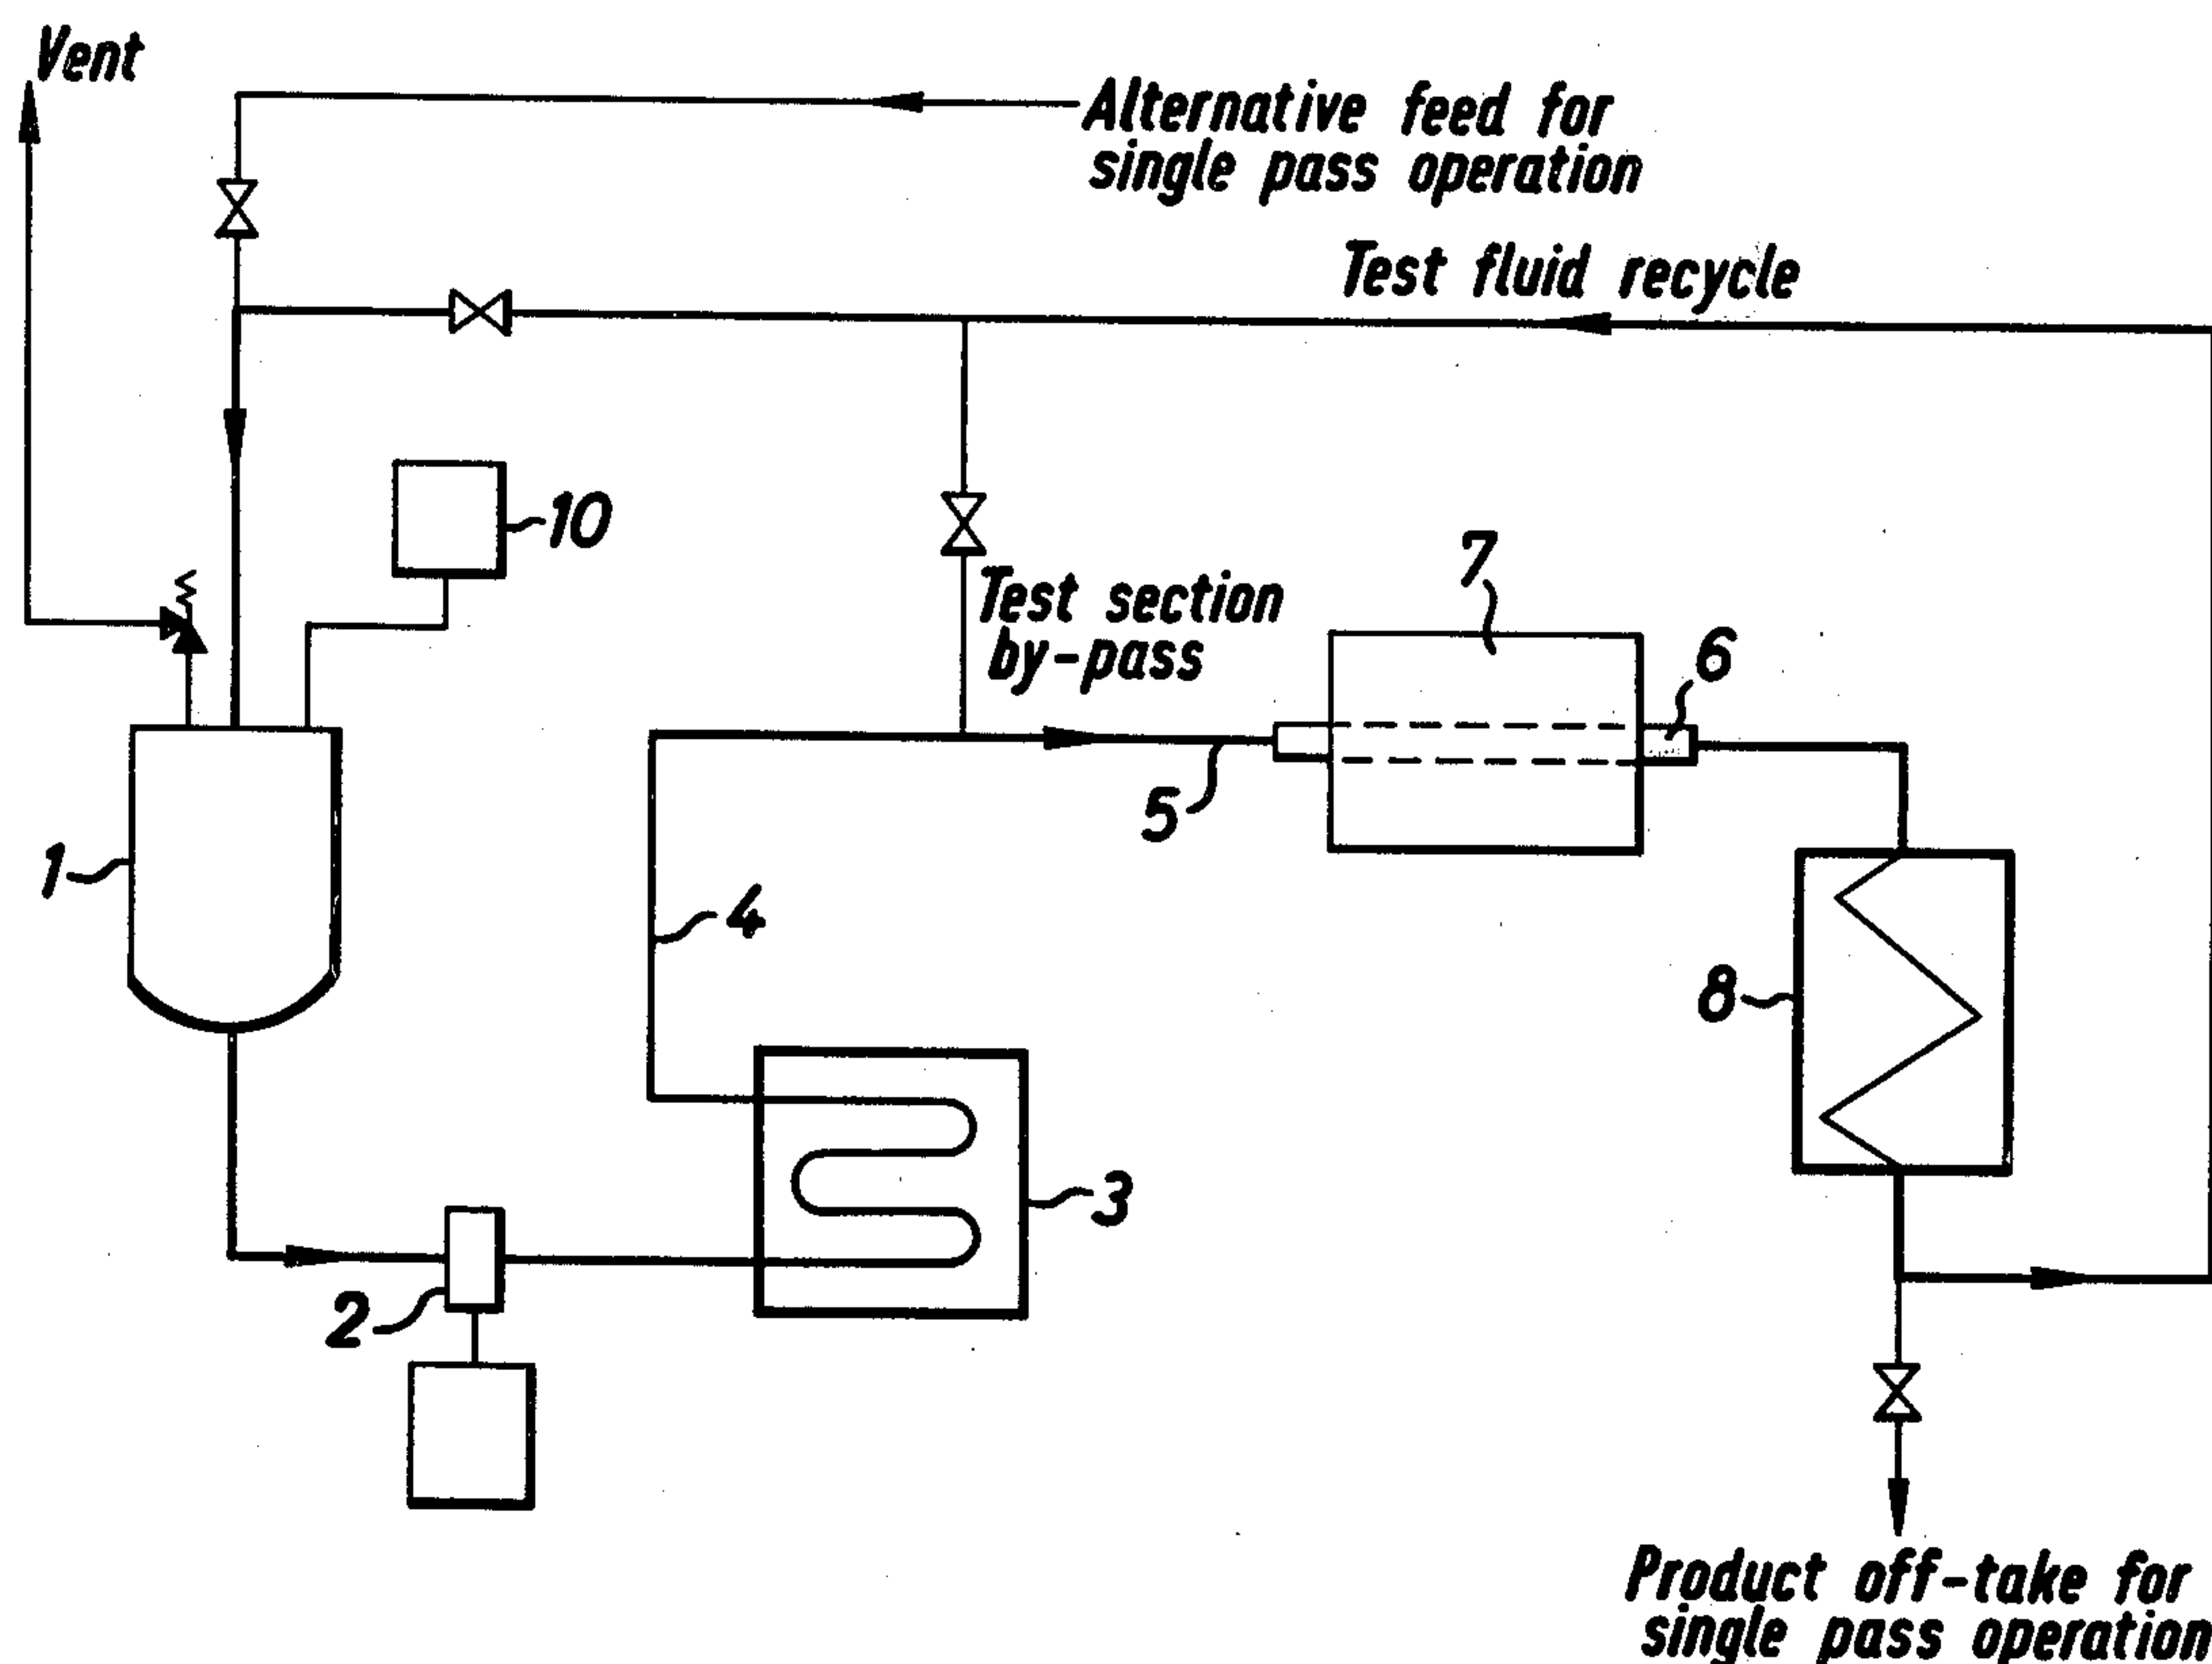 Vent
Alternative feed for
single pass operation
Test fluid recycle
10
Test section
by-pass
7
6
5
1
4
8
3
2
Product off-take for
single pass operation